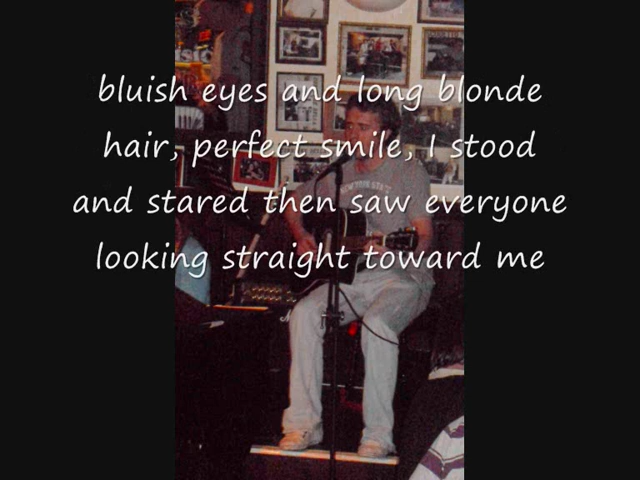 bluish eyes and long blonde
hair, perfect smile, I stood
and stared then saw everyone
looking straight toward me